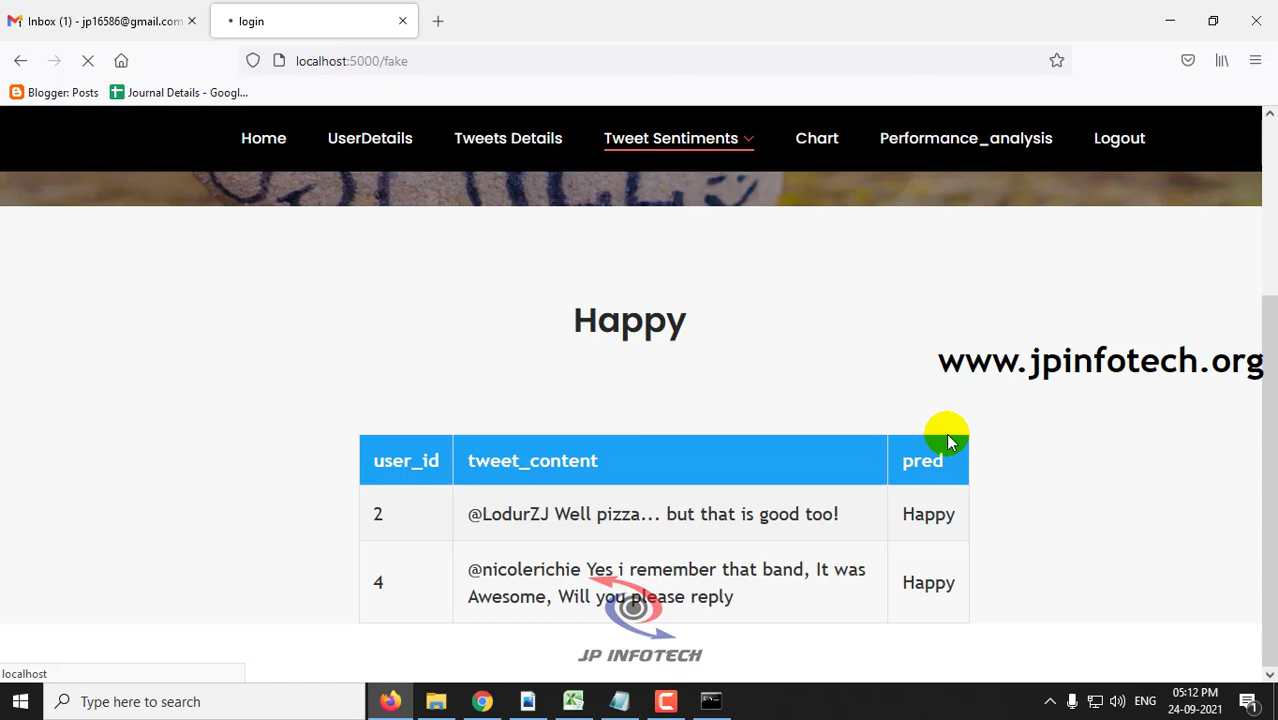 Inbox (1) - jp16586@gmail.com
login
localhost:5000/fake
Blogger: Posts
Journal Details - Googl...
Home
UserDetails
Tweets Details
Tweet Sentiments
Chart
Performance_analysis
Logout
Happy
www.jpinfotech.org
user_id
tweet_content
pred
2
@LodurZJ Well pizza... but that is good too!
Happy
4
@nicolerichie Yes i remember that band, It was
Awesome, Will you please reply
Happy
JP INFOTECH
localhost
Type here to search
ENG
05:12 PM
24-09-2021
1